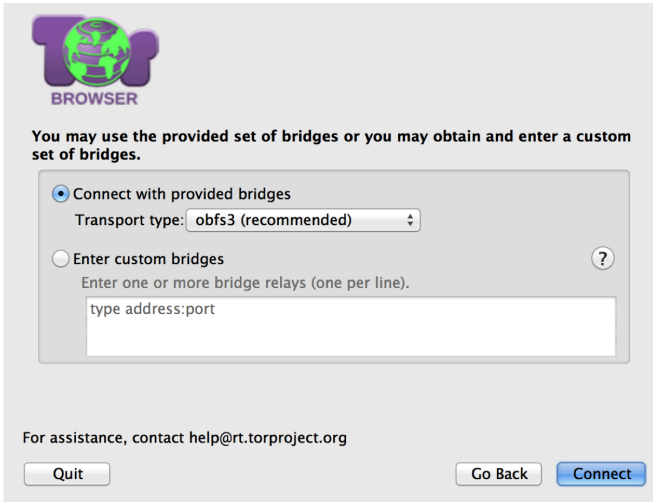 Tor
BROWSER
You may use the provided set of bridges or you may obtain and enter a custom
set of bridges.
Connect with provided bridges
Transport type: obfs3 (recommended)
Enter custom bridges
?
Enter one or more bridge relays (one per line).
type address:port
For assistance, contact help@rt.torproject.org
Quit
Go Back
Connect